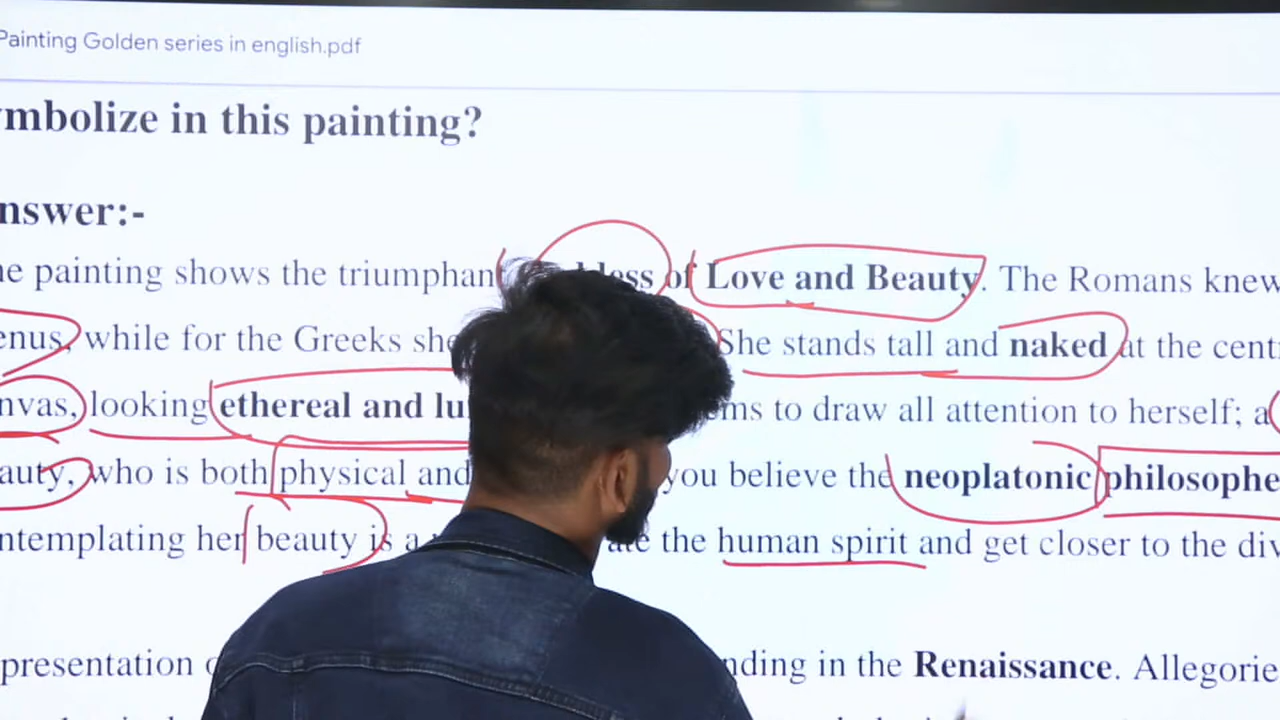 Painting Golden series in english.pdf
mbolize in this painting?
nswer:-
he painting shows the triumphant of Love and Beauty. The Romans knew
enus, while for the Greeks she She stands tall and naked at the cent
nvas, looking ethereal and lu ms to draw all attention to herself; a
auty, who is both physical and you believe the neoplatonic philosophe
ntemplating her beauty is a ate the human spirit and get closer to the div
presentation nding in the Renaissance. Allegorie